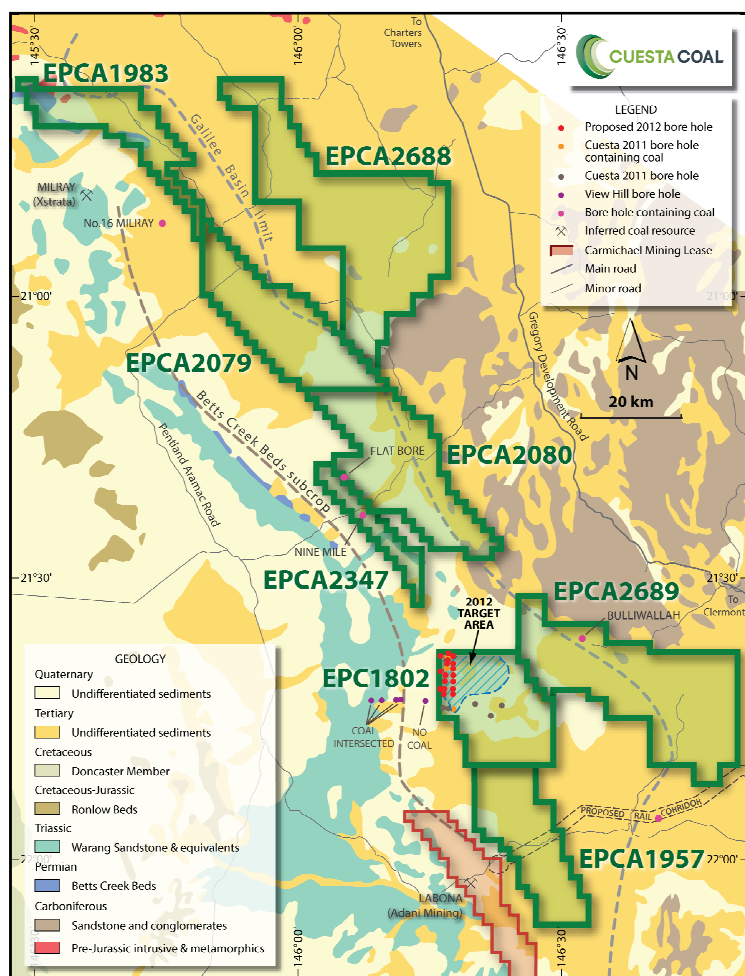 145°30'
146°00'
To
Charters
Towers
146°30'
CUESTA COAL
EPCA1983
Galilee Basin limit
EPCA2688
LEGEND
Proposed 2012 bore hole
Cuesta 2011 bore hole
containing coal
Cuesta 2011 bore hole
View Hill bore hole
Bore hole containing coal
Inferred coal resource
Carmichael Mining Lease
Main road
Minor road
MILRAY
(Xstrata)
No.16 MILRAY
21°00'
21°00'
Gregory Development Road
N
20 km
EPCA2079
Betts Creek Beds subcrop
Pentland Aramac Road
FLAT BORE
EPCA2080
NINE MILE
21°30'
21°30'
EPCA2347
EPCA2689
To
Clermont
BULLIWALLAH
2012
TARGET
AREA
EPC1802
COAL
INTERSECTED
NO
COAL
GEOLOGY
Quaternary
Undifferentiated sediments
Tertiary
Undifferentiated sediments
Cretaceous
Doncaster Member
Cretaceous-Jurassic
Ronlow Beds
Triassic
Warang Sandstone & equivalents
Permian
Betts Creek Beds
Carboniferous
Sandstone and conglomerates
Pre-Jurassic intrusive & metamorphics
PROPOSED RAIL CORRIDOR
EPCA1957
22°00'
22°00'
LABONA
(Adani Mining)
146°00'
146°30'